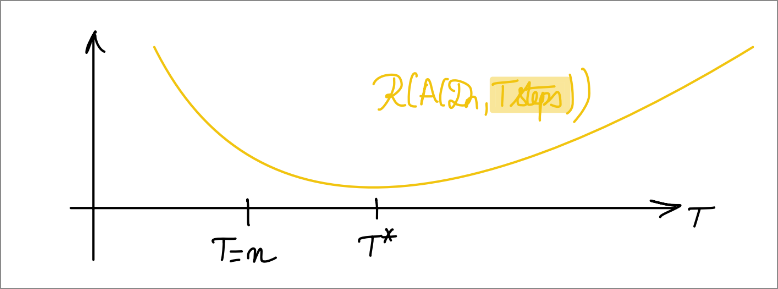 R(A(Dn, T steps))
T
T=n
T*